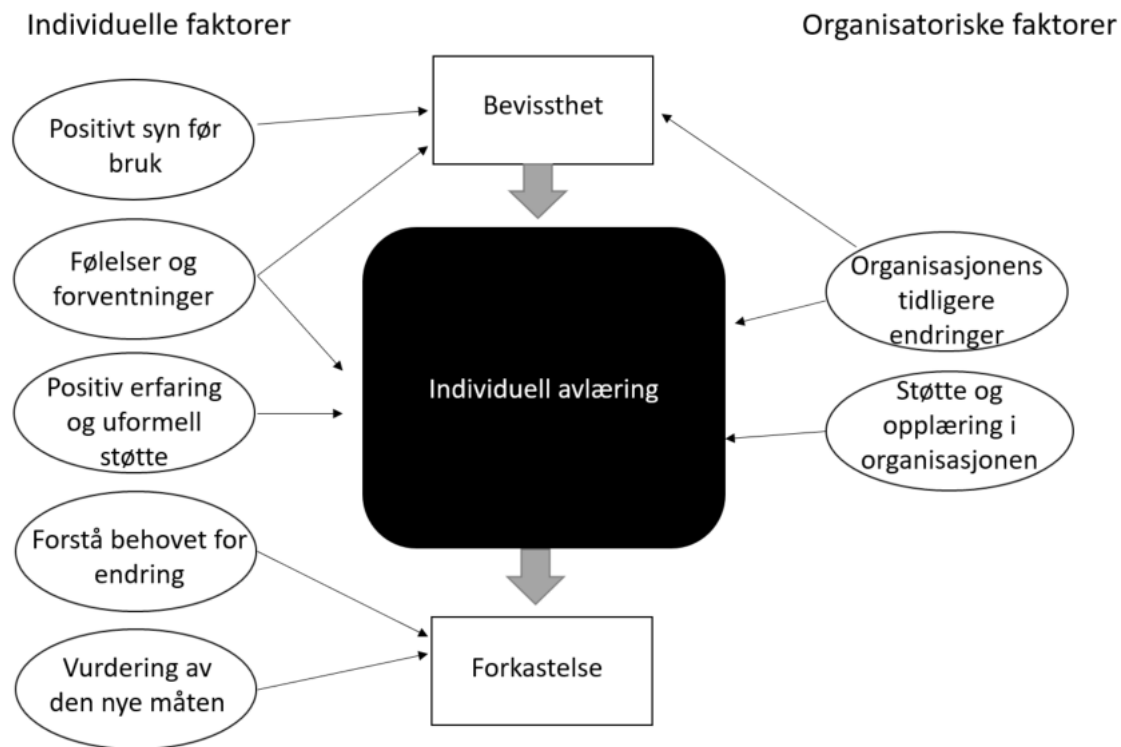 Individuelle faktorer
Organisatoriske faktorer
Bevissthet
Positivt syn før
bruk
Følelser og
forventninger
Organisasjonens
tidligere
endringer
Individuell avlæring
Positiv erfaring
og uformell
støtte
Støtte og
opplæring i
organisasjonen
Forstå behovet for
endring
Forkastelse
Vurdering av
den nye måten